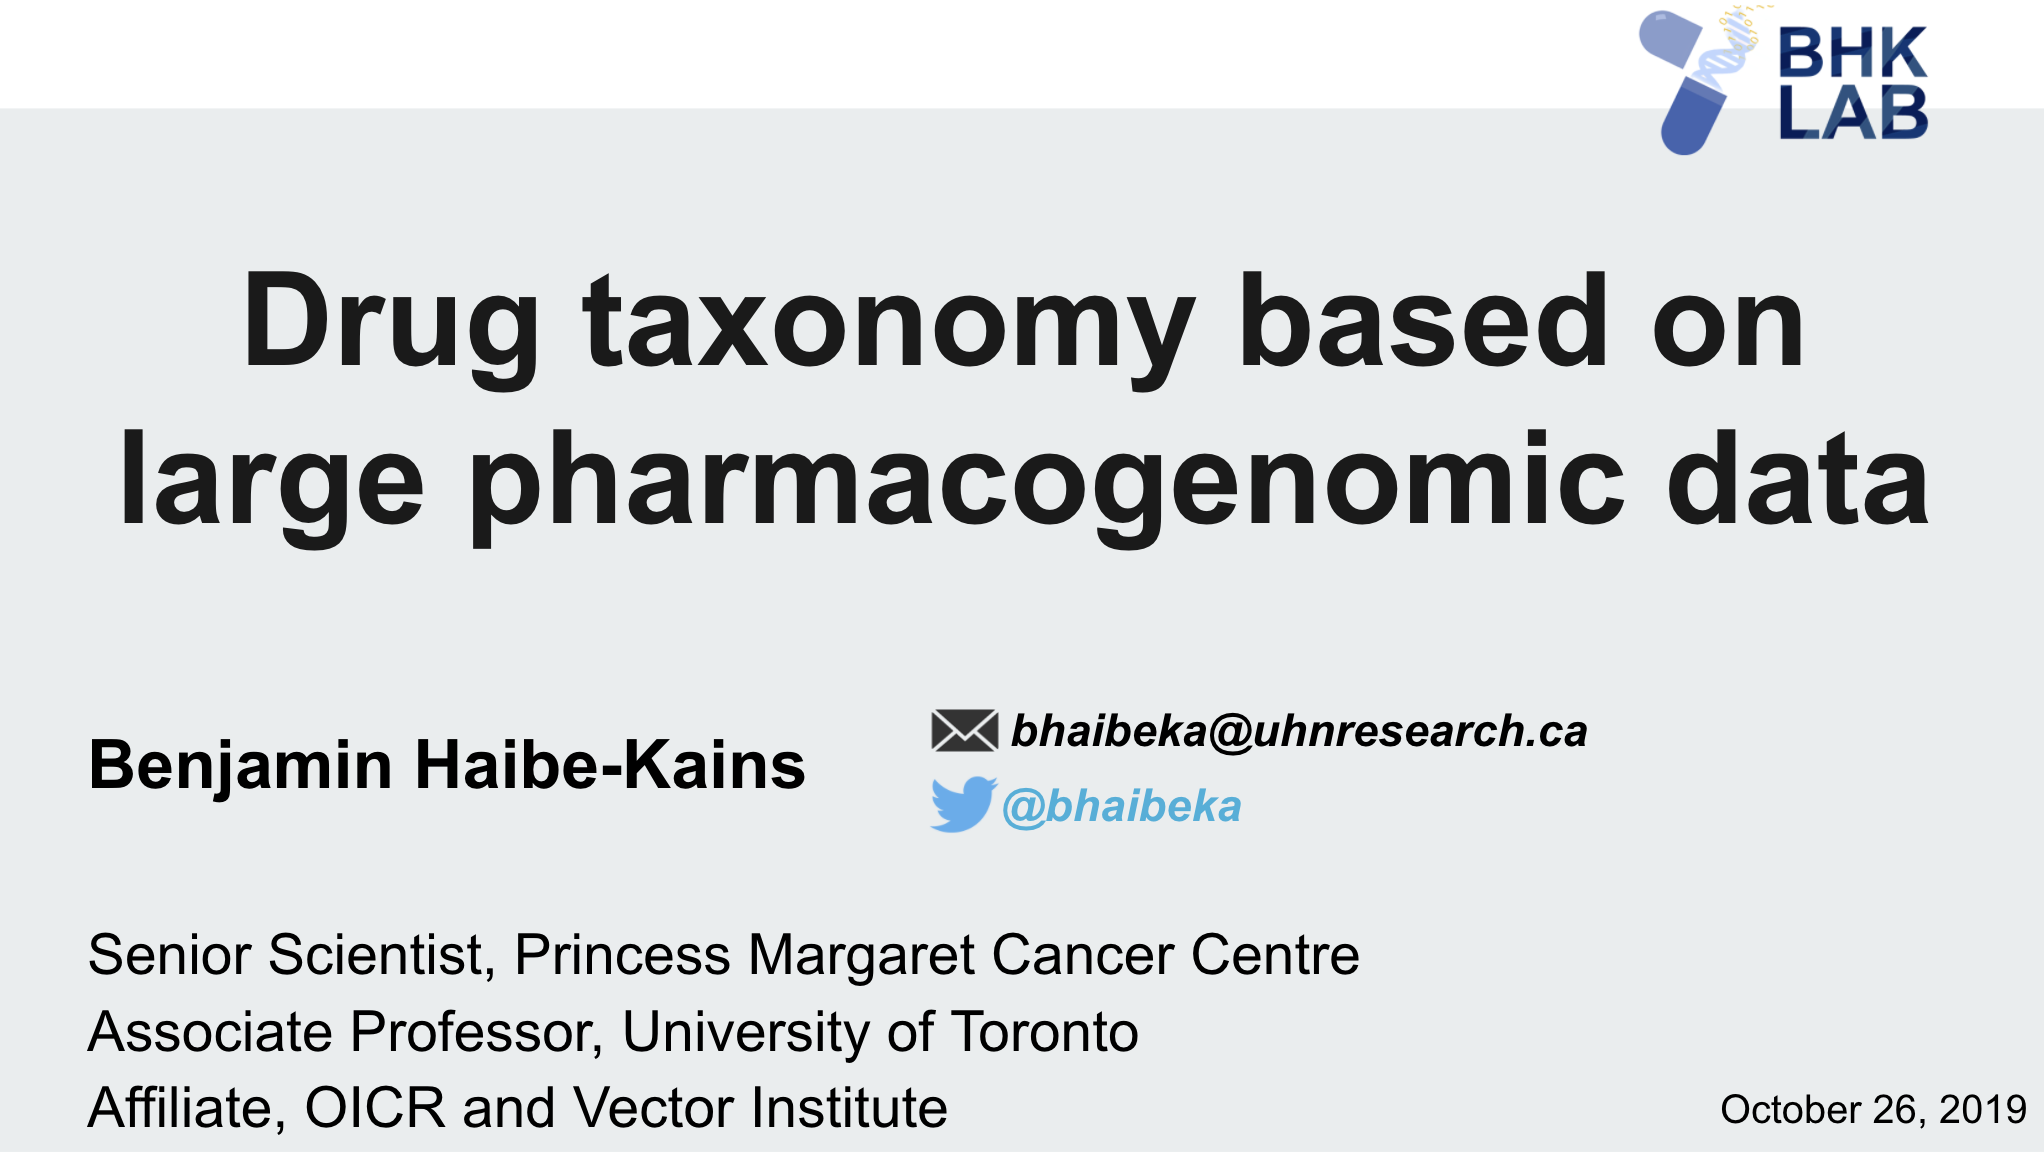 BHK
LAB
Drug taxonomy based on
large pharmacogenomic data
Benjamin Haibe-Kains
bhaibeka@uhnresearch.ca
@bhaibeka
Senior Scientist, Princess Margaret Cancer Centre
Associate Professor, University of Toronto
Affiliate, OICR and Vector Institute
October 26, 2019